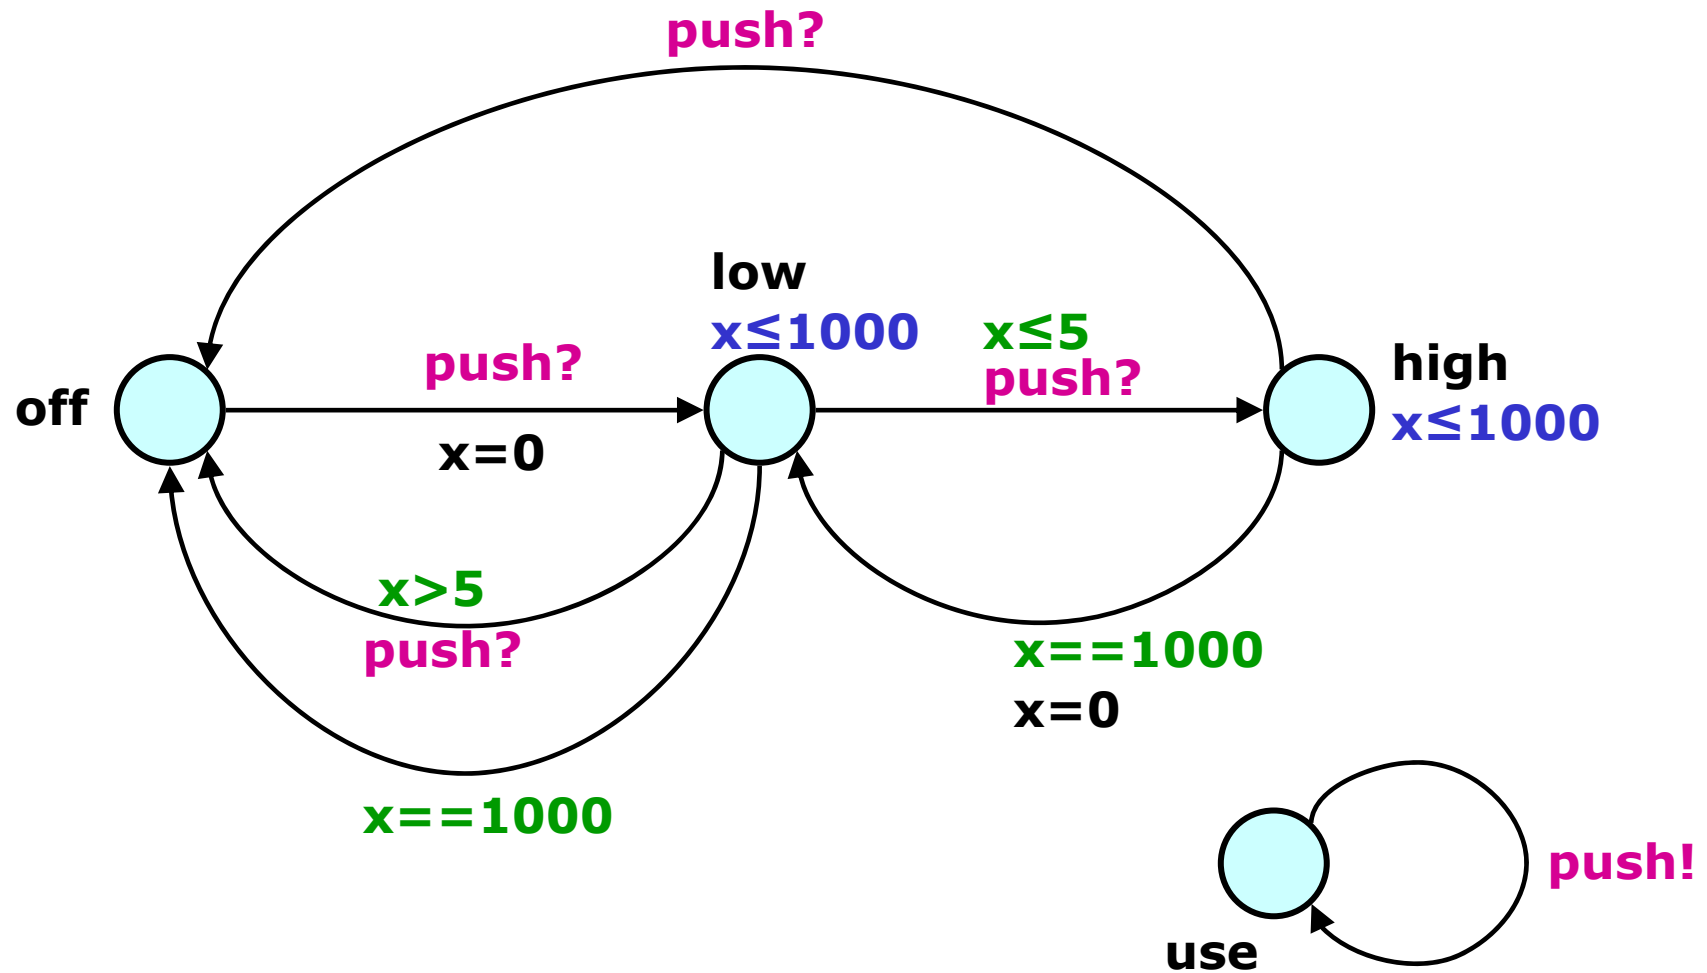 push?
low
x≤1000
x≤5
push?
push?
high
x≤1000
off
x=0
x>5
push?
x==1000
x=0
x==1000
push!
use